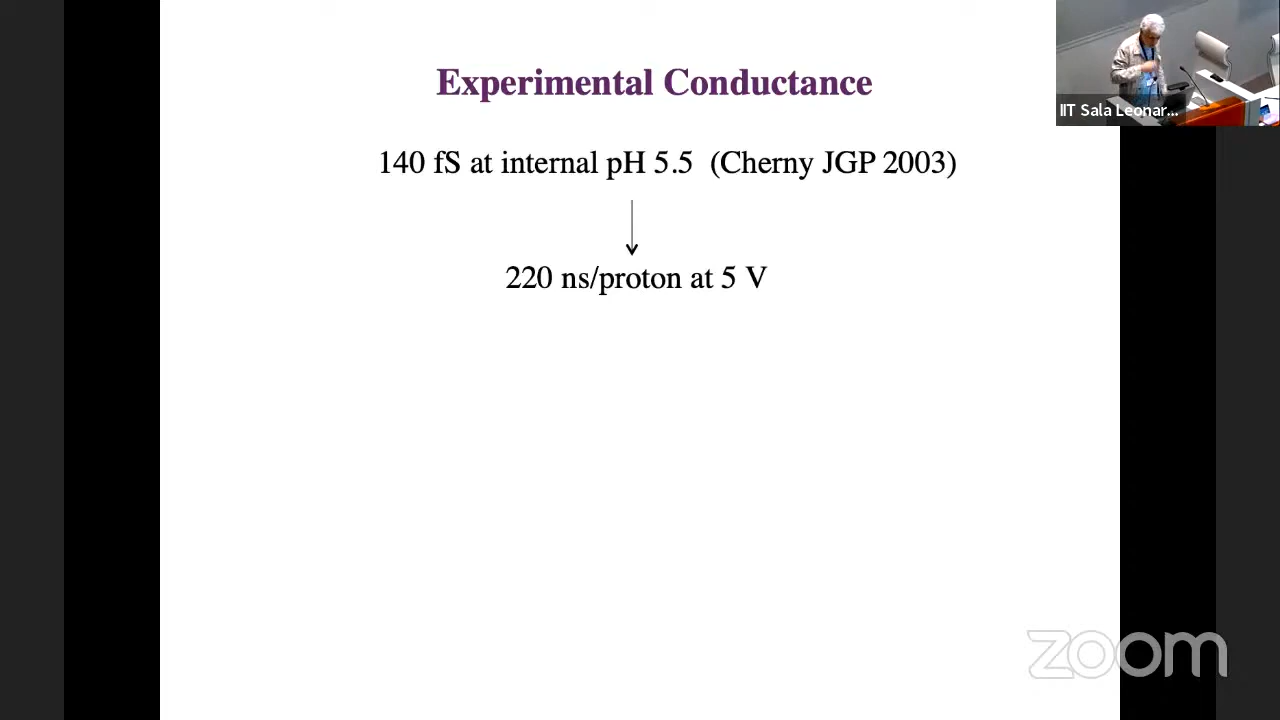 Experimental Conductance
IIT Sala Leonar...
140 fS at internal pH 5.5 (Cherny JGP 2003)
220 ns/proton at 5 V
zoom